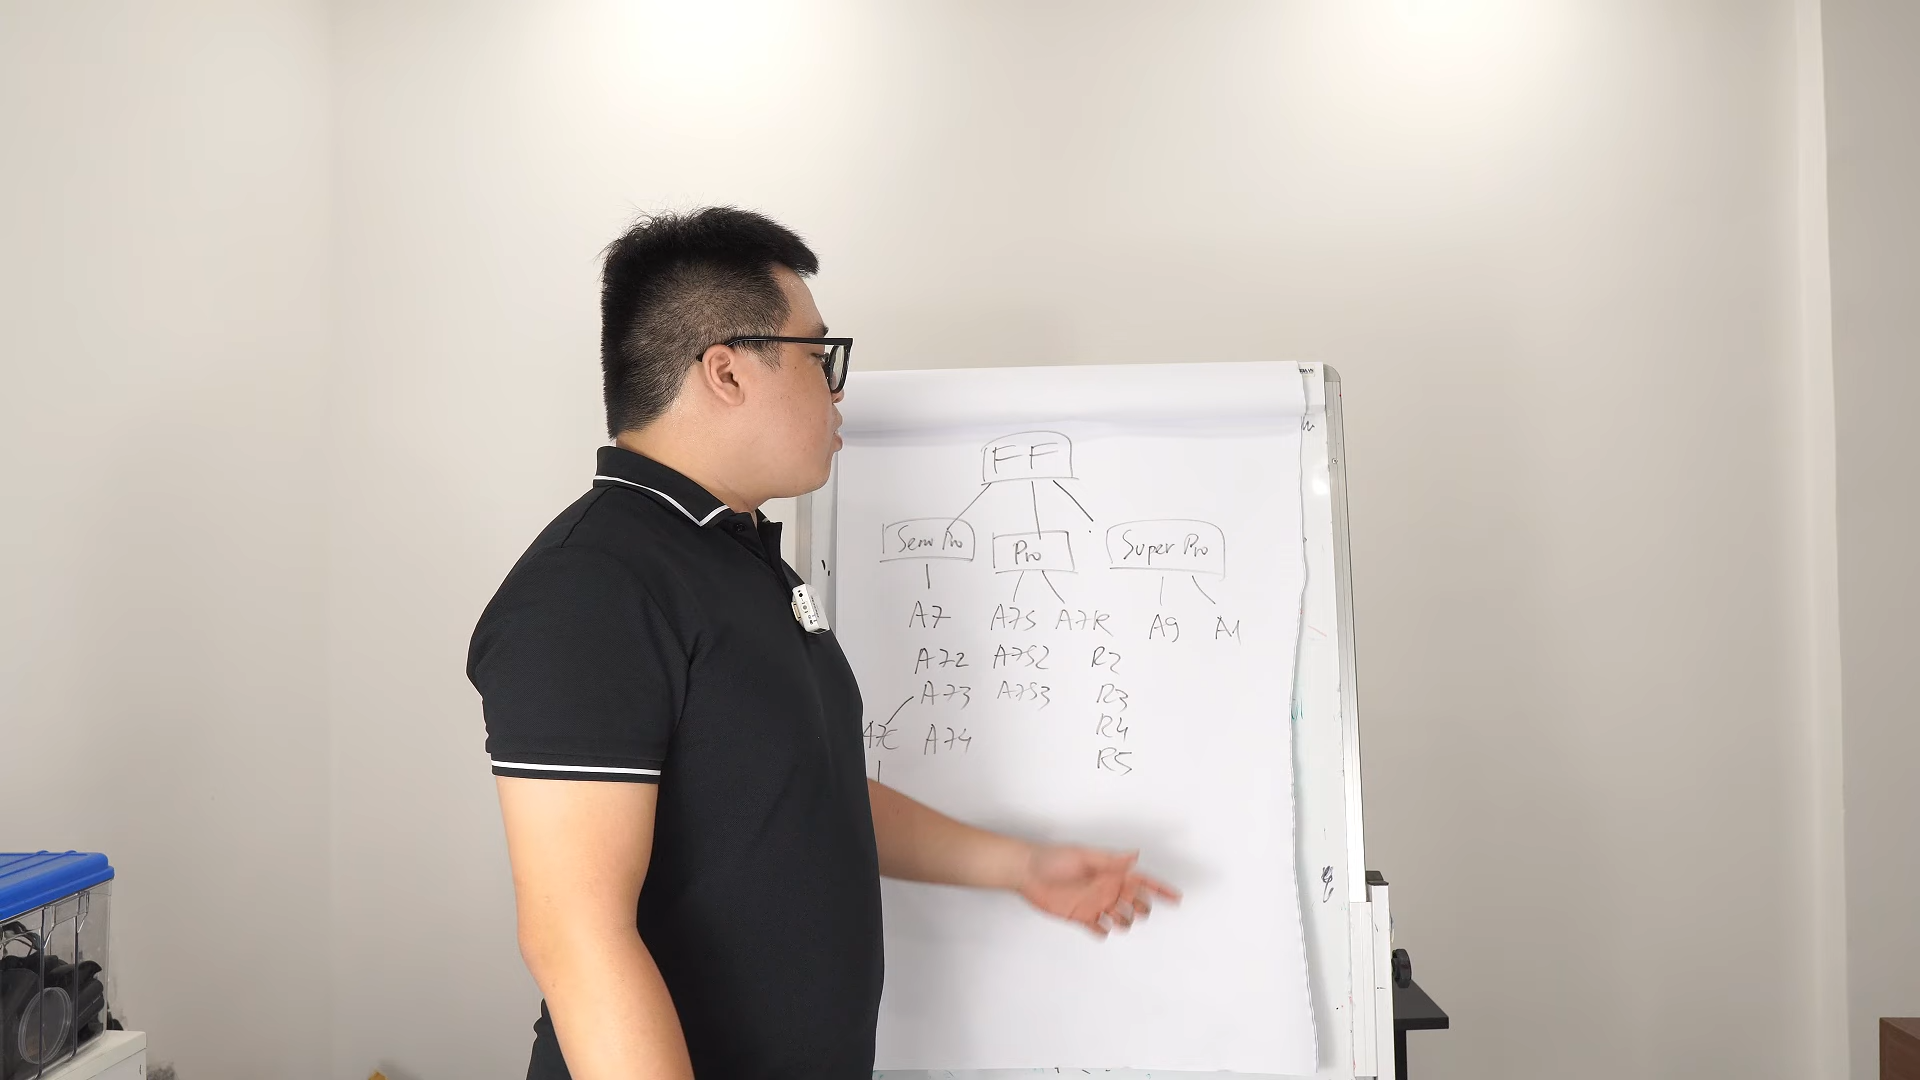 FF
Semi Pro
Pro
Super Pro
A7
A7S
A7R
A9
A1
A72
A7S2
R2
A73
A7S3
R3
A7C
A74
R4
R5